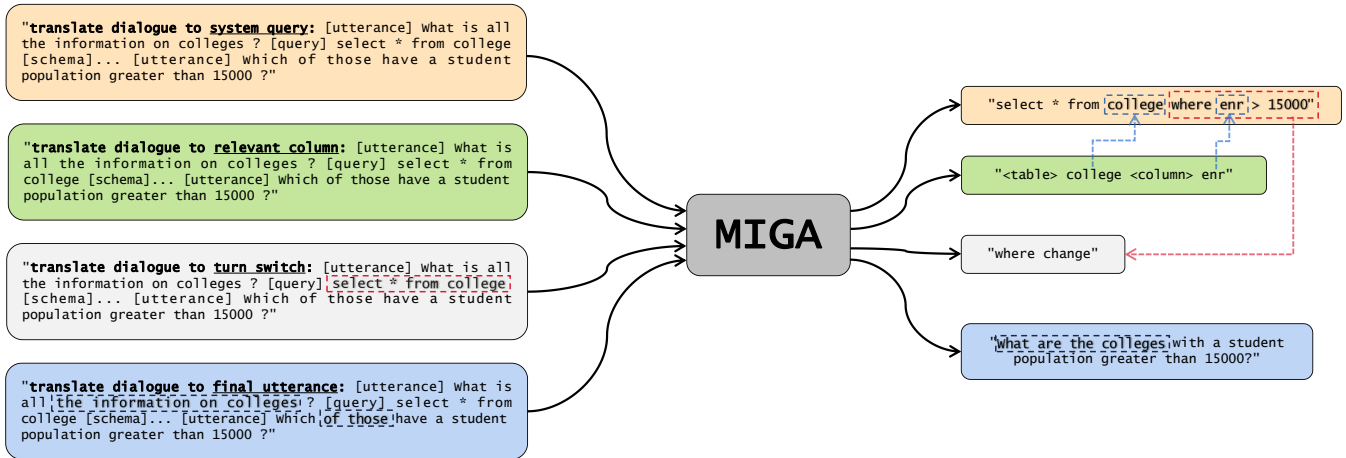 "translate dialogue to system query: [utterance] What is all
the information on colleges ? [query] select * from college
[schema]... [utterance] Which of those have a student
population greater than 15000 ?"
"translate dialogue to relevant column: [utterance] What is
all the information on colleges ? [query] select * from
college [schema]... [utterance] Which of those have a student
population greater than 15000 ?"
"translate dialogue to turn switch: [utterance] What is all
the information on colleges ? [query] select * from college
[schema]... [utterance] Which of those have a student
population greater than 15000 ?"
"translate dialogue to final utterance: [utterance] What is
all the information on colleges ? [query] select * from
college [schema]... [utterance] Which of those have a student
population greater than 15000 ?"
MIGA
"select * from college where enr > 15000"
"<table> college <column> enr"
"where change"
"What are the colleges with a student
population greater than 15000?"